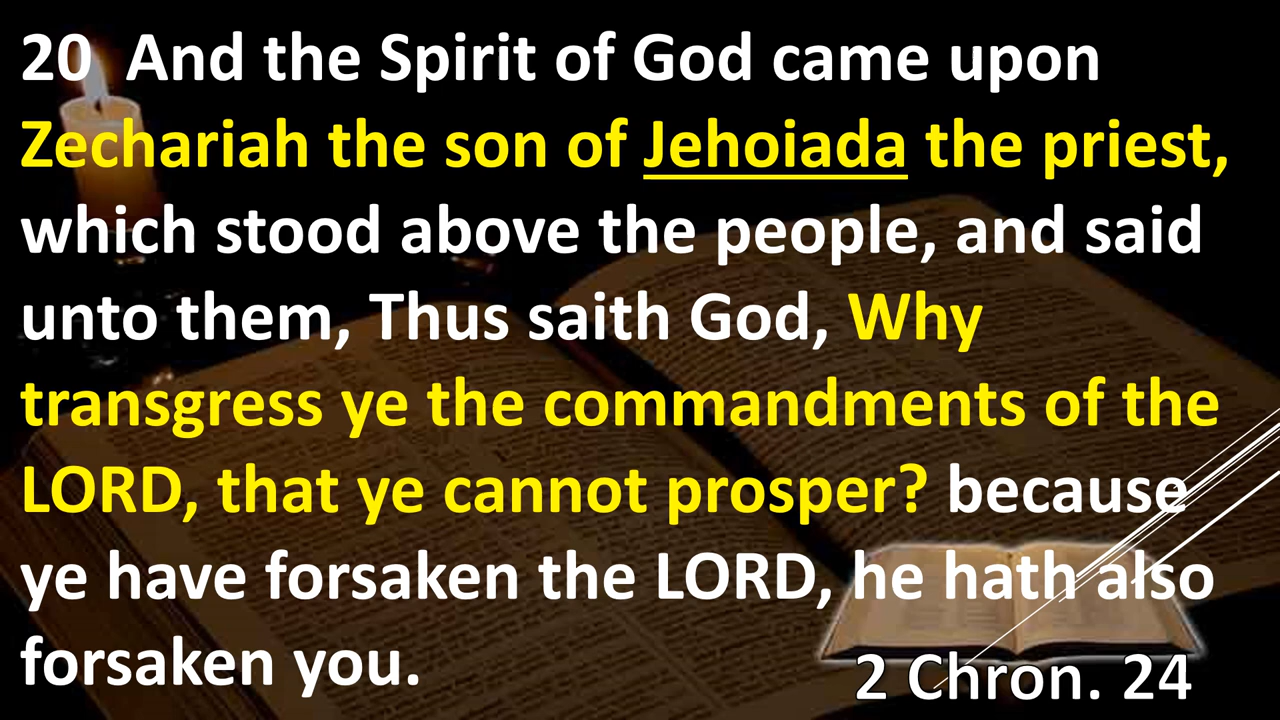 20 And the Spirit of God came upon
Zechariah the son of Jehoiada the priest,
which stood above the people, and said
unto them, Thus saith God, Why
transgress ye the commandments of the
LORD, that ye cannot prosper? because
ye have forsaken the LORD, he hath also
forsaken you.
2 Chron. 24